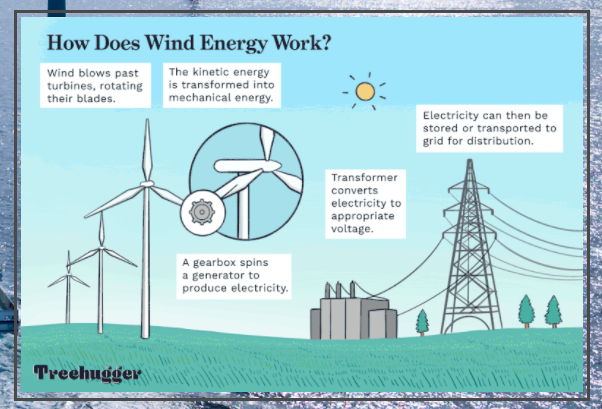 How Does Wind Energy Work?
Wind blows past
turbines, rotating
their blades.
The kinetic energy
is transformed into
mechanical energy.
Electricity can then be
stored or transported to
grid for distribution.
Transformer
converts
electricity to
appropriate
voltage.
A gearbox spins
a generator to
produce electricity.
Treehugger